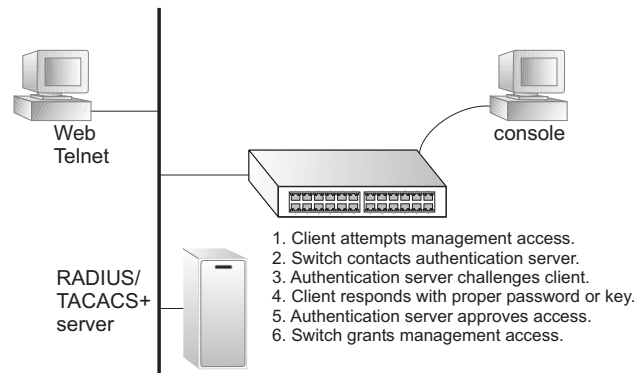 Web
Telnet
console
RADIUS/
TACACS+
server
1. Client attempts management access.
2. Switch contacts authentication server.
3. Authentication server challenges client.
4. Client responds with proper password or key.
5. Authentication server approves access.
6. Switch grants management access.